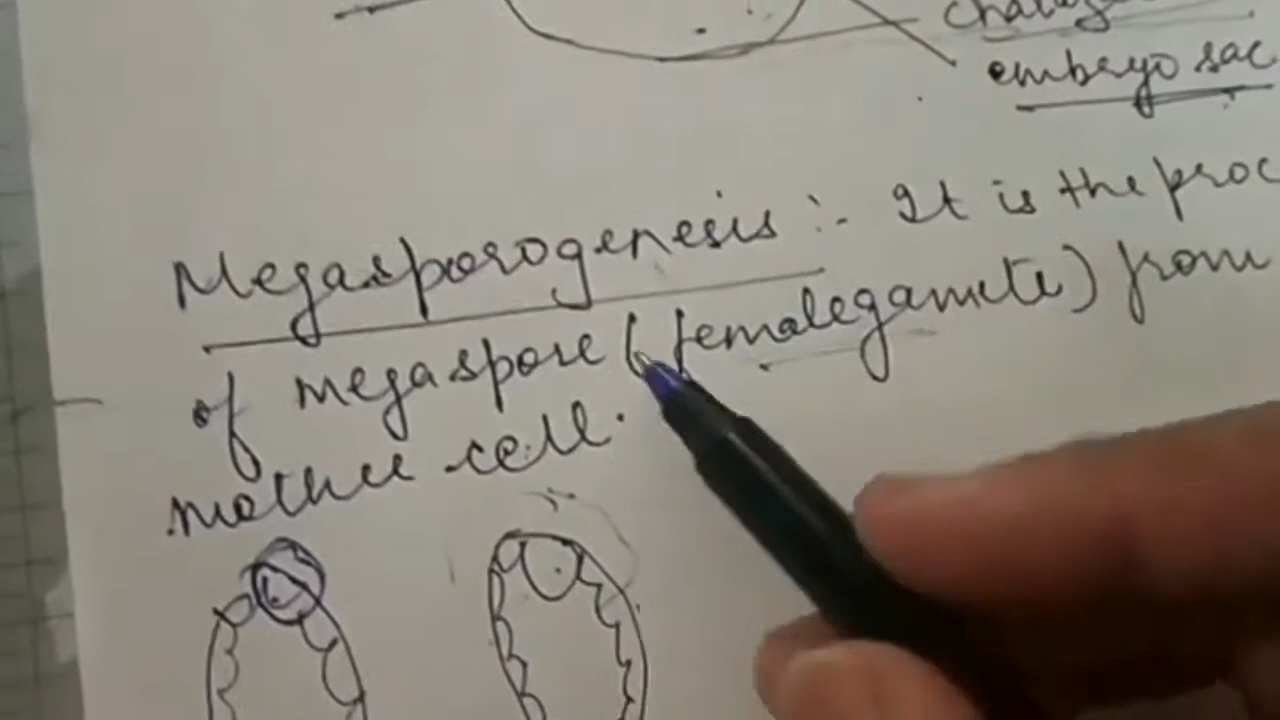 embryo sac
Megasporogenesis :- It is the proc
of megaspore (femalegamete) from
mother cell.